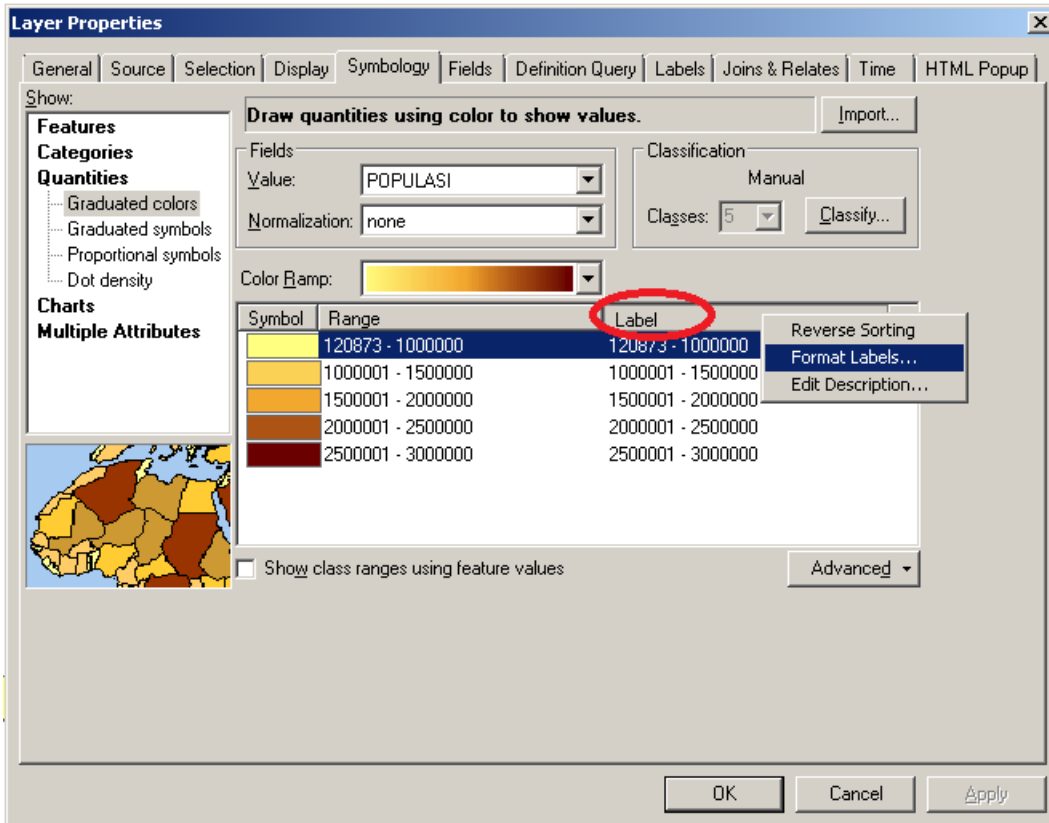 Layer Properties
General Source Selection Display Symbology Fields Definition Query Labels Joins & Relates Time HTML Popup
Show:
Features
Categories
Quantities
Graduated colors
Graduated symbols
Proportional symbols
Dot density
Charts
Multiple Attributes
Draw quantities using color to show values.
Import...
Fields
Value: POPULASI
Normalization: none
Classification
Manual
Classes: 5 Classify...
Color Ramp:
Symbol Range Label
120873 - 1000000 120873 - 1000000
1000001 - 1500000 1000001 - 1500000
1500001 - 2000000 1500001 - 2000000
2000001 - 2500000 2000001 - 2500000
2500001 - 3000000 2500001 - 3000000
Reverse Sorting
Format Labels...
Edit Description...
Show class ranges using feature values
Advanced
OK Cancel Apply